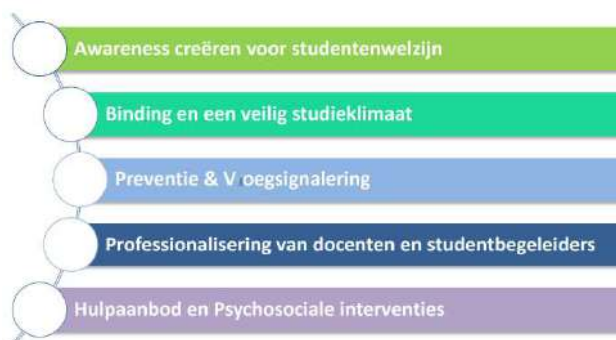 Awareness creëren voor studentenwelzijn
Binding en een veilig studieklimaat
Preventie & Vroegsignalering
Professionalisering van docenten en studentbegeleiders
Hulpaanbod en Psychosociale interventies